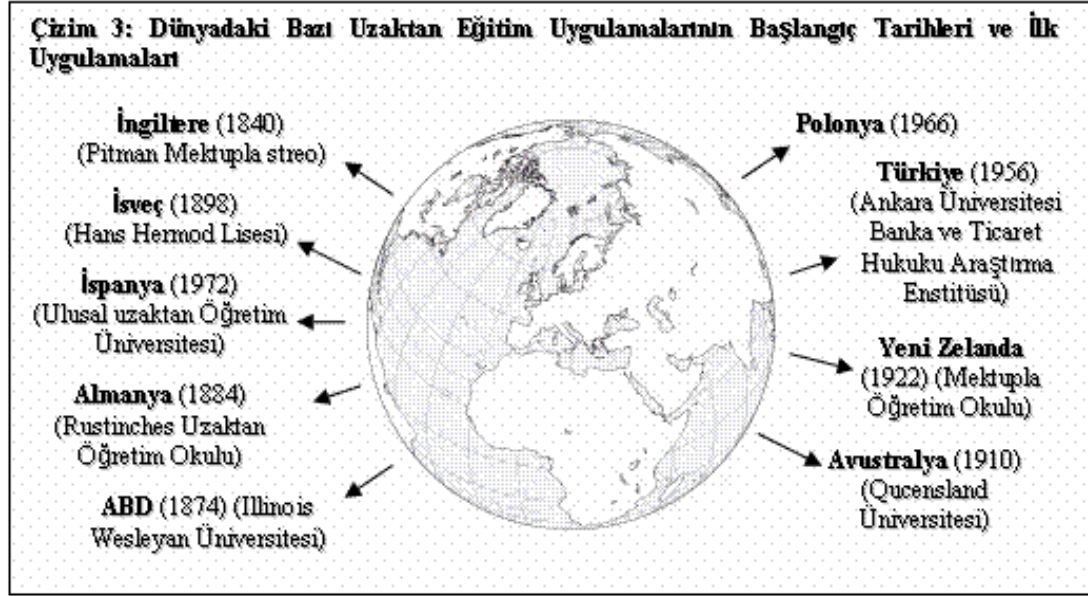 Çizim 3: Dünyadaki Bazı Uzaktan Eğitim Uygulamalarının Başlangıç Tarihleri ve İlk
Uygulamaları
İngiltere (1840)
(Pitman Mektupla streo)
İsveç (1898)
(Hans Hermod Lisesi)
İspanya (1972)
(Ulusal uzaktan Öğretim
Üniversitesi)
Almanya (1884)
(Rustinches Uzaktan
Öğretim Okulu)
ABD (1874) (Illinois
Wesleyan Üniversitesi)
Polonya (1966)
Türkiye (1956)
(Ankara Üniversitesi
Banka ve Ticaret
Hukuku Araştırma
Enstitüsü)
Yeni Zelanda
(1922) (Mektupla
Öğretim Okulu)
Avustralya (1910)
(Qucensland
Üniversitesi)